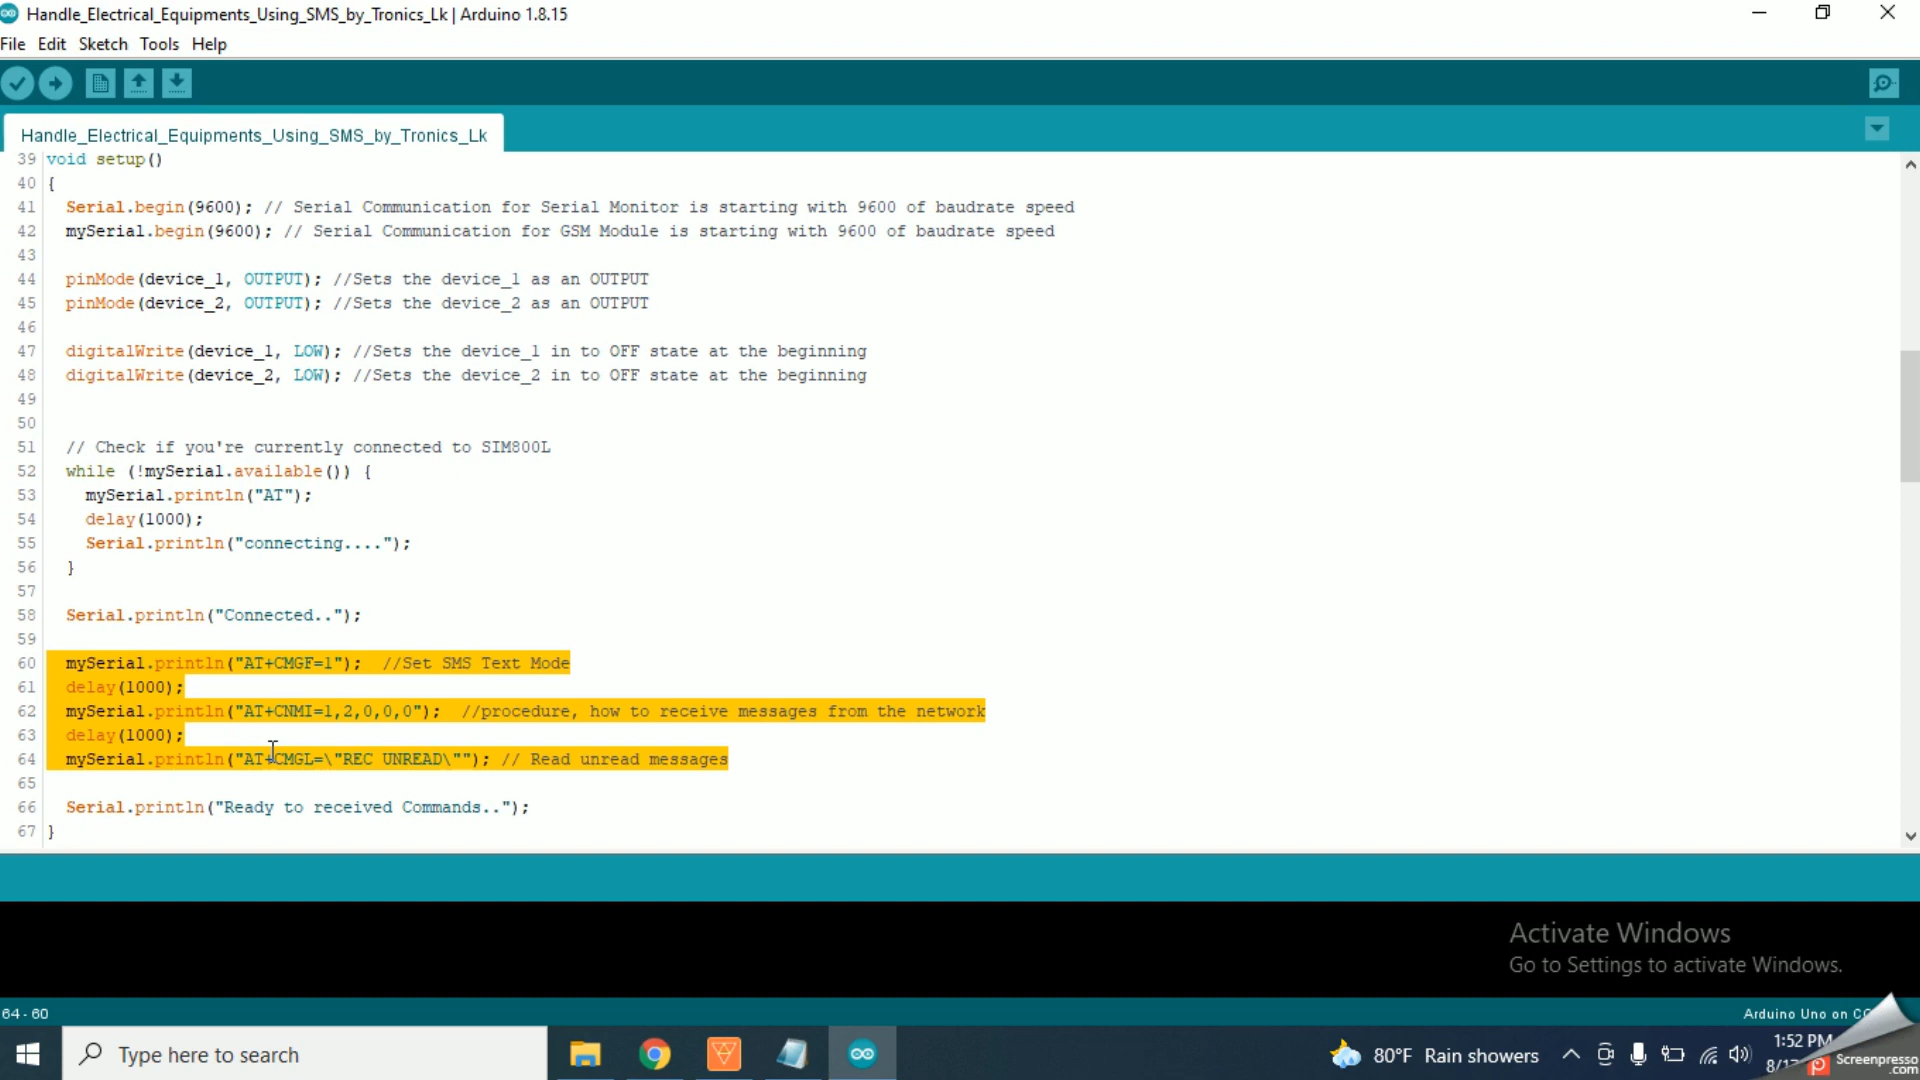 Handle_Electrical_Equipments_Using_SMS_by_Tronics_Lk | Arduino 1.8.15
File Edit Sketch Tools Help
Handle_Electrical_Equipments_Using_SMS_by_Tronics_Lk
39 void setup()
40 {
41 Serial.begin(9600); // Serial Communication for Serial Monitor is starting with 9600 of baudrate speed
42 mySerial.begin(9600); // Serial Communication for GSM Module is starting with 9600 of baudrate speed
43
44 pinMode(device_1, OUTPUT); //Sets the device_1 as an OUTPUT
45 pinMode(device_2, OUTPUT); //Sets the device_2 as an OUTPUT
46
47 digitalWrite(device_1, LOW); //Sets the device_1 in to OFF state at the beginning
48 digitalWrite(device_2, LOW); //Sets the device_2 in to OFF state at the beginning
49
50
51 // Check if you're currently connected to SIM800L
52 while (!mySerial.available()) {
53 mySerial.println("AT");
54 delay(1000);
55 Serial.println("connecting....");
56 }
57
58 Serial.println("Connected..");
59
60 mySerial.println("AT+CMGF=1"); //Set SMS Text Mode
61 delay(1000);
62 mySerial.println("AT+CNMI=1,2,0,0,0"); //procedure, how to receive messages from the network
63 delay(1000);
64 mySerial.println("AT+CMGL=\"REC UNREAD\""); // Read unread messages
65
66 Serial.println("Ready to received Commands..");
67 }
Activate Windows
Go to Settings to activate Windows.
64 - 60
Arduino Uno on
Type here to search
80°F Rain showers
1:52 PM
Screenpresso
.com